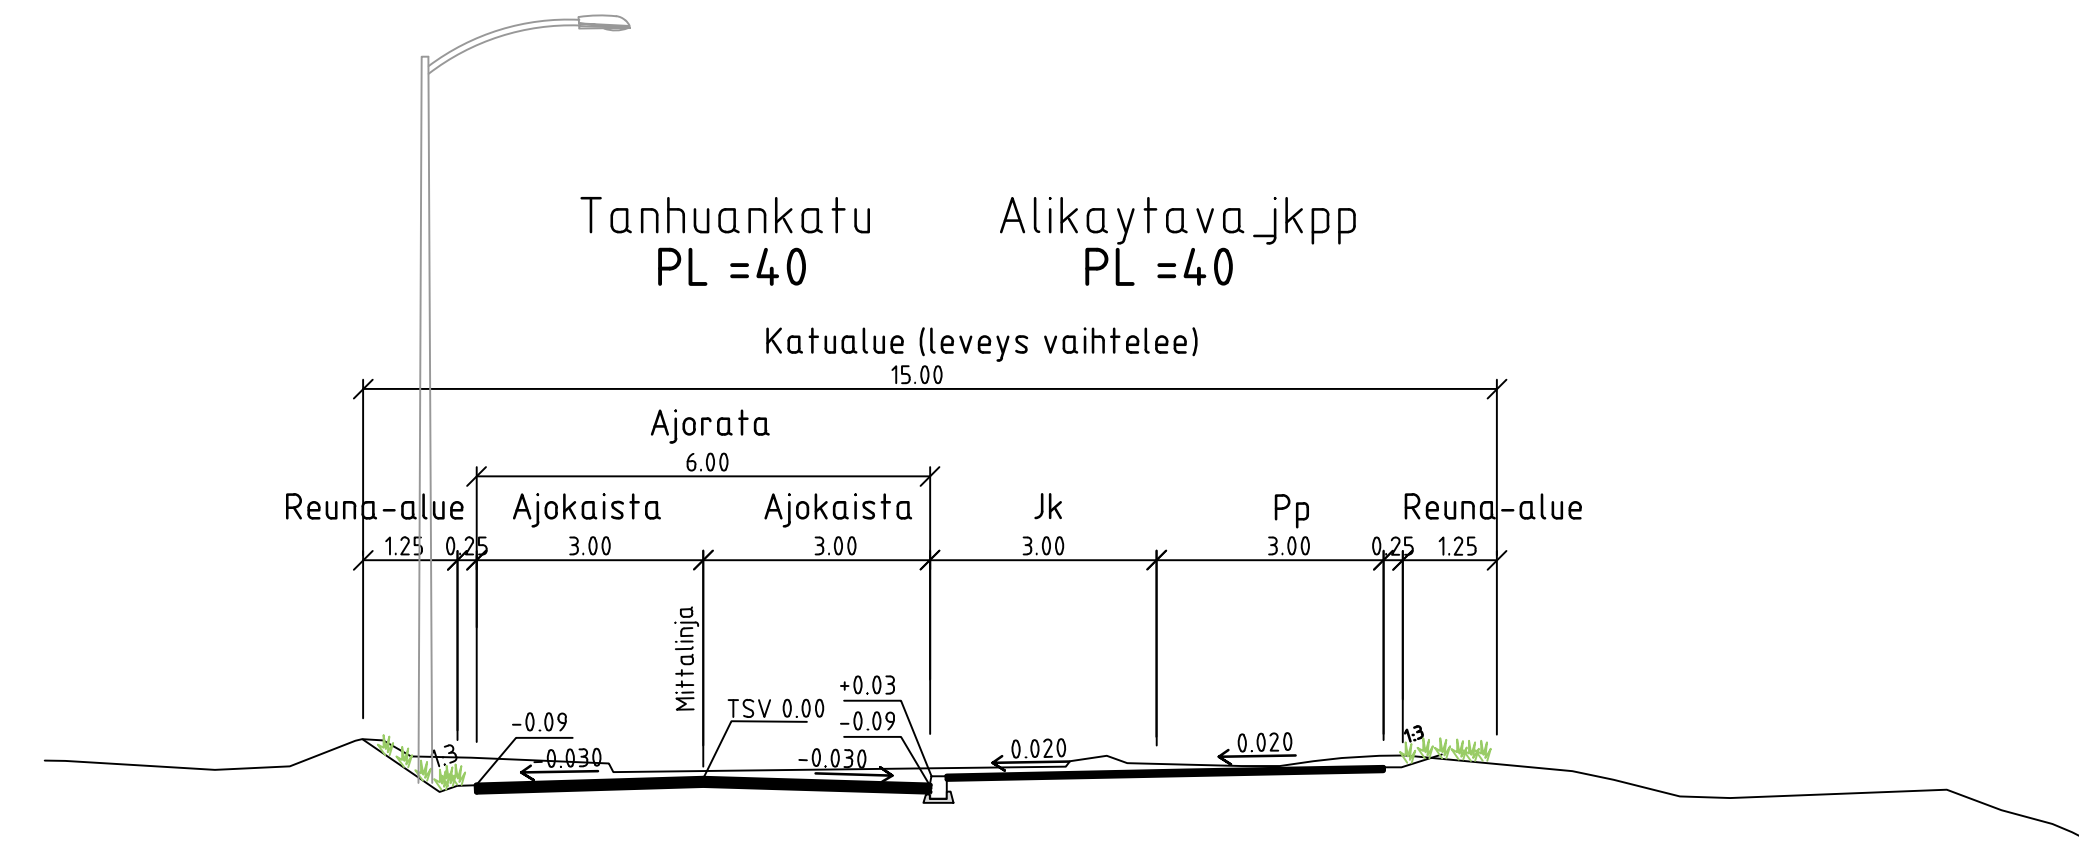 Tanhuankatu
PL =40
Alikaytava_jkpp
PL =40
Katualue (leveys vaihtelee)
15.00
Ajorata
6.00
Reuna-alue
Ajokaista
Ajokaista
Jk
Pp
Reuna-alue
1.25
0.25
3.00
3.00
3.00
3.00
0.25
1.25
Mittalinja
+0.03
-0.09
TSV 0.00
-0.09
1:3
-0.030
-0.030
0.020
0.020
1:3